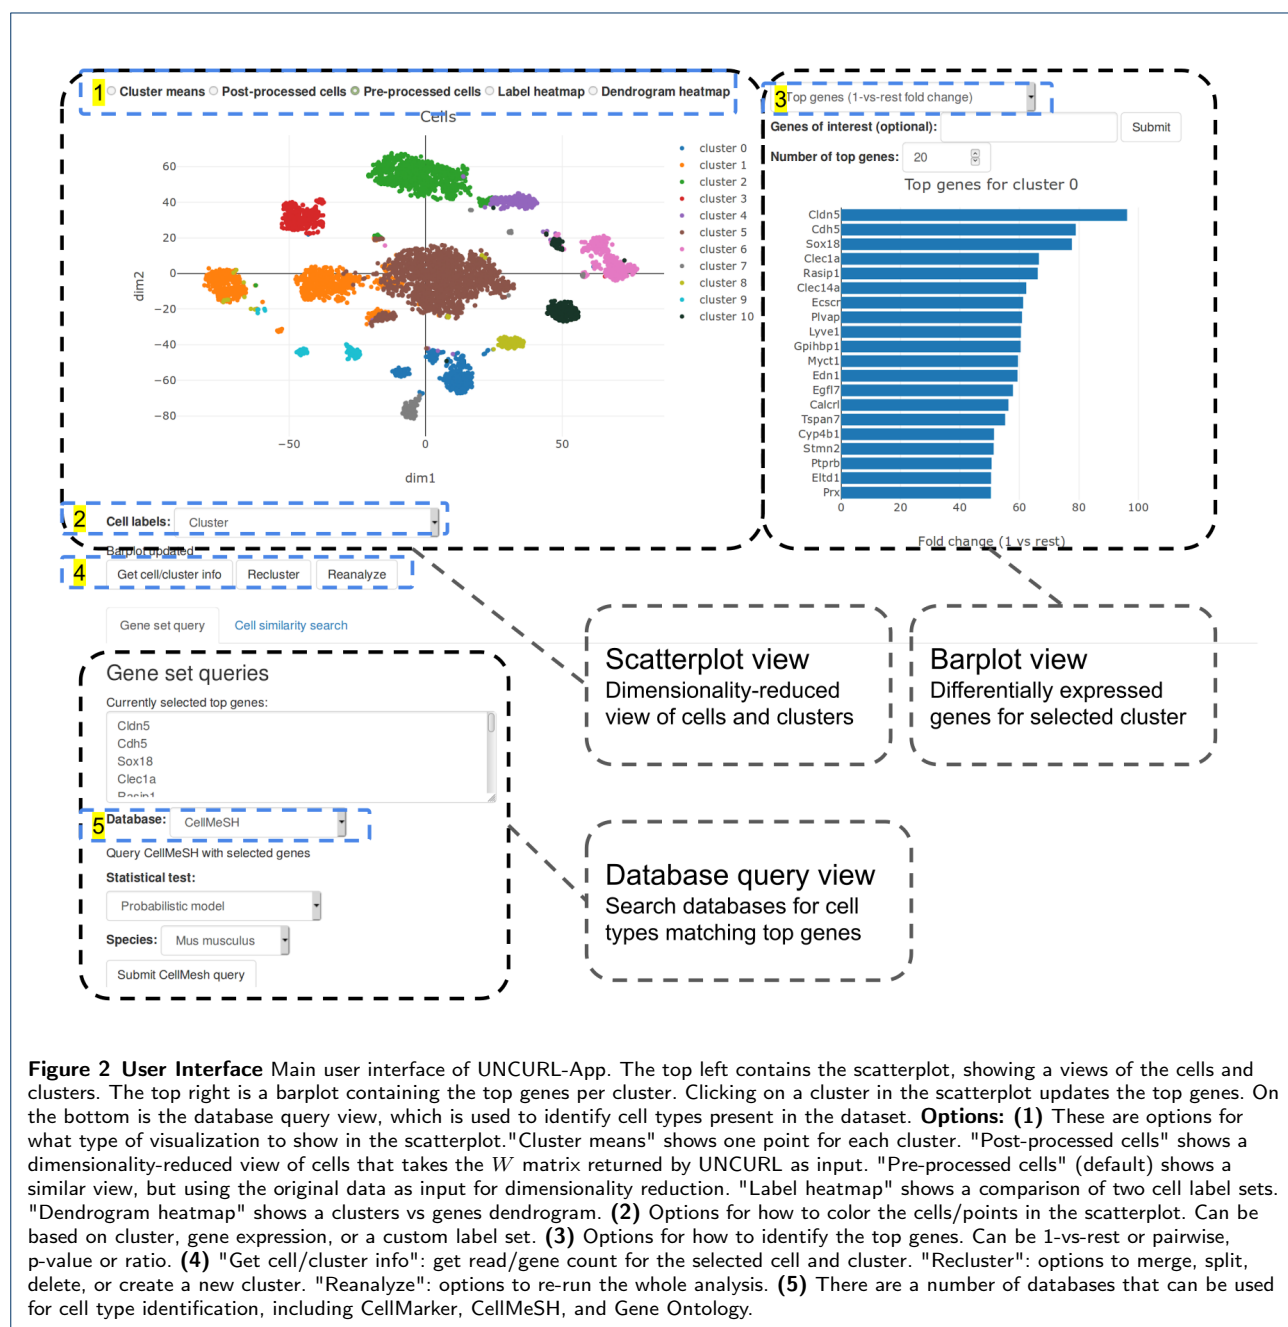 1 Cluster means Post-processed cells Pre-processed cells Label heatmap Dendrogram heatmap
Cells
60
40
20
0
−20
−40
−60
−80
dim2
−50
0
50
dim1
cluster 0
cluster 1
cluster 2
cluster 3
cluster 4
cluster 5
cluster 6
cluster 7
cluster 8
cluster 9
cluster 10
2 Cell labels: Cluster
Barplot updated
3 Top genes (1-vs-rest fold change)
Genes of interest (optional): Submit
Number of top genes: 20
Top genes for cluster 0
Cldn5
Cdh5
Sox18
Clec1a
Rasip1
Clec14a
Ecscr
Plvap
Lyve1
Gpihbp1
Myct1
Edn1
Egfl7
Calcrl
Tspan7
Cyp4b1
Stmn2
Ptprb
Eltd1
Prx
0 20 40 60 80 100
Fold change (1 vs rest)
4 Get cell/cluster info Recluster Reanalyze
Gene set query Cell similarity search
Gene set queries
Currently selected top genes:
Cldn5
Cdh5
Sox18
Clec1a
Rasip1
5 Database: CellMeSH
Query CellMeSH with selected genes
Statistical test:
Probabilistic model
Species: Mus musculus
Submit CellMesh query
Scatterplot view
Dimensionality-reduced
view of cells and clusters
Barplot view
Differentially expressed
genes for selected cluster
Database query view
Search databases for cell
types matching top genes
Figure 2 User Interface Main user interface of UNCURL-App. The top left contains the scatterplot, showing a views of the cells and
clusters. The top right is a barplot containing the top genes per cluster. Clicking on a cluster in the scatterplot updates the top genes. On
the bottom is the database query view, which is used to identify cell types present in the dataset. Options: (1) These are options for
what type of visualization to show in the scatterplot."Cluster means" shows one point for each cluster. "Post-processed cells" shows a
dimensionality-reduced view of cells that takes the W matrix returned by UNCURL as input. "Pre-processed cells" (default) shows a
similar view, but using the original data as input for dimensionality reduction. "Label heatmap" shows a comparison of two cell label sets.
"Dendrogram heatmap" shows a clusters vs genes dendrogram. (2) Options for how to color the cells/points in the scatterplot. Can be
based on cluster, gene expression, or a custom label set. (3) Options for how to identify the top genes. Can be 1-vs-rest or pairwise,
p-value or ratio. (4) "Get cell/cluster info": get read/gene count for the selected cell and cluster. "Recluster": options to merge, split,
delete, or create a new cluster. "Reanalyze": options to re-run the whole analysis. (5) There are a number of databases that can be used
for cell type identification, including CellMarker, CellMeSH, and Gene Ontology.